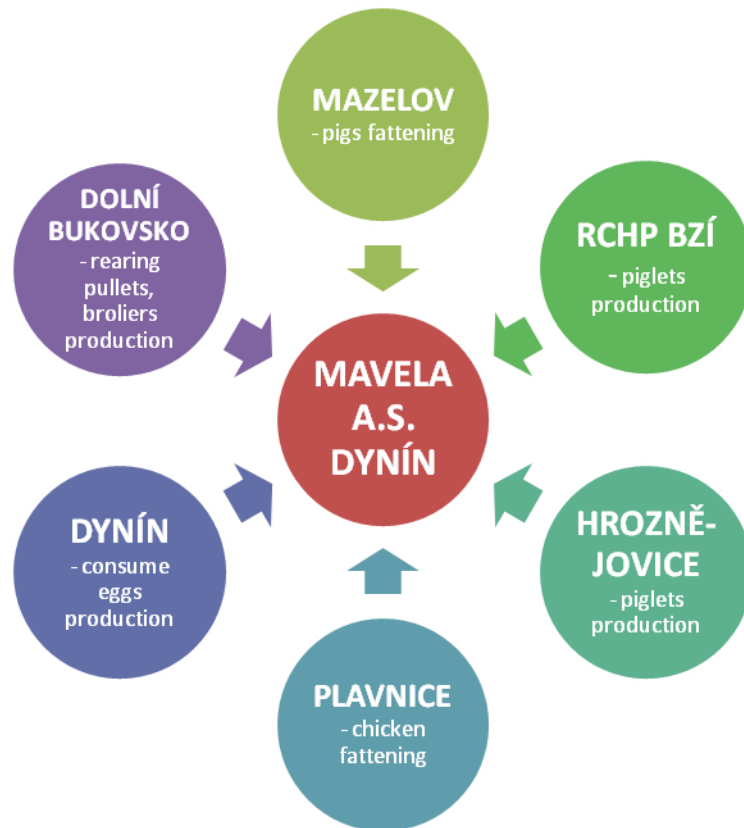 MAZELOV
- pigs fattening
DOLNÍ
BUKOVSKO
- rearing
pullets,
broliers
production
RCHP BZÍ
- piglets
production
MAVELA
A.S.
DYNÍN
DYNÍN
- consume
eggs
production
HROZNĚ-
JOVICE
- piglets
production
PLAVNICE
- chicken
fattening